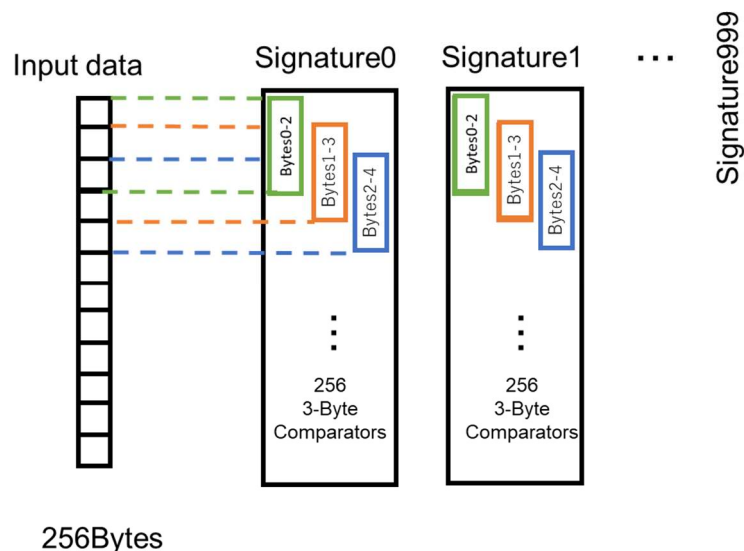 Input data
Signature0
Signature1
...
Signature999
Bytes0-2
Bytes1-3
Bytes2-4
Bytes0-2
Bytes1-3
Bytes2-4
256
3-Byte
Comparators
256
3-Byte
Comparators
256Bytes